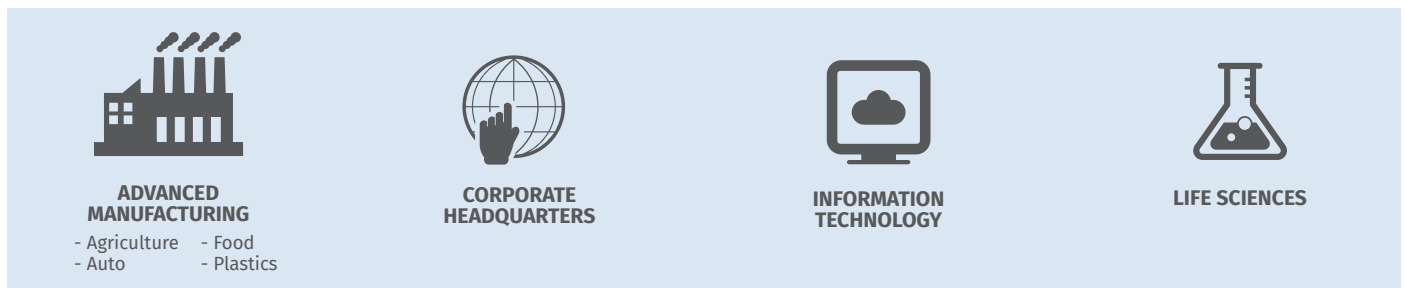 ADVANCED
MANUFACTURING
- Agriculture - Food
- Auto - Plastics
CORPORATE
HEADQUARTERS
INFORMATION
TECHNOLOGY
LIFE SCIENCES